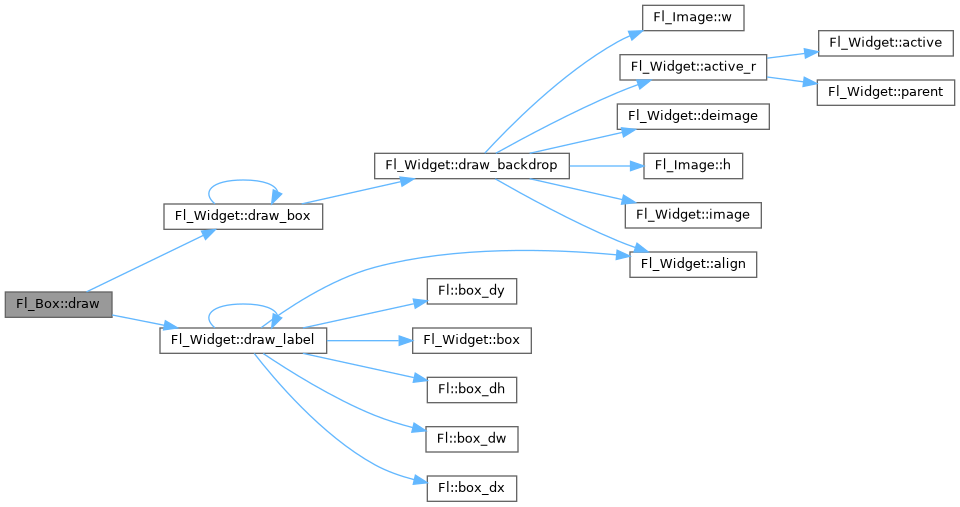 Fl_Image::w
Fl_Widget::active
Fl_Widget::active_r
Fl_Widget::parent
Fl_Widget::deimage
Fl_Widget::draw_backdrop
Fl_Image::h
Fl_Widget::draw_box
Fl_Widget::image
Fl_Widget::align
Fl_Box::draw
Fl::box_dy
Fl_Widget::draw_label
Fl_Widget::box
Fl::box_dh
Fl::box_dw
Fl::box_dx